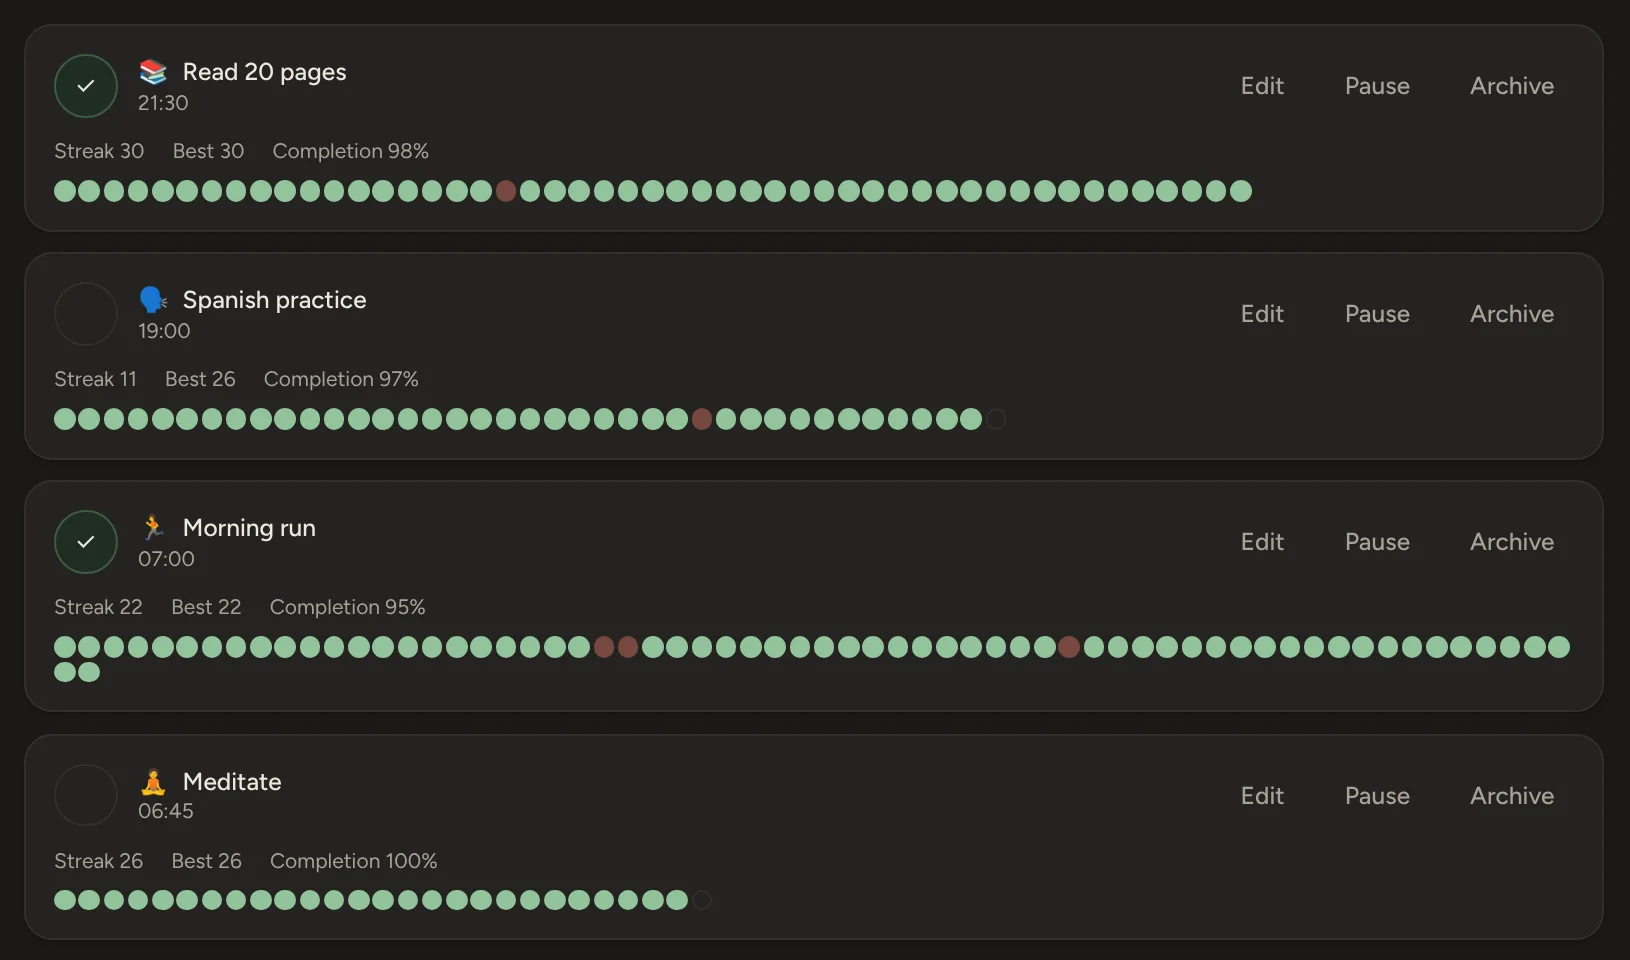 Read 20 pages
21:30
Edit Pause Archive
Streak 30 Best 30 Completion 98%
Spanish practice
19:00
Edit Pause Archive
Streak 11 Best 26 Completion 97%
Morning run
07:00
Edit Pause Archive
Streak 22 Best 22 Completion 95%
Meditate
06:45
Edit Pause Archive
Streak 26 Best 26 Completion 100%